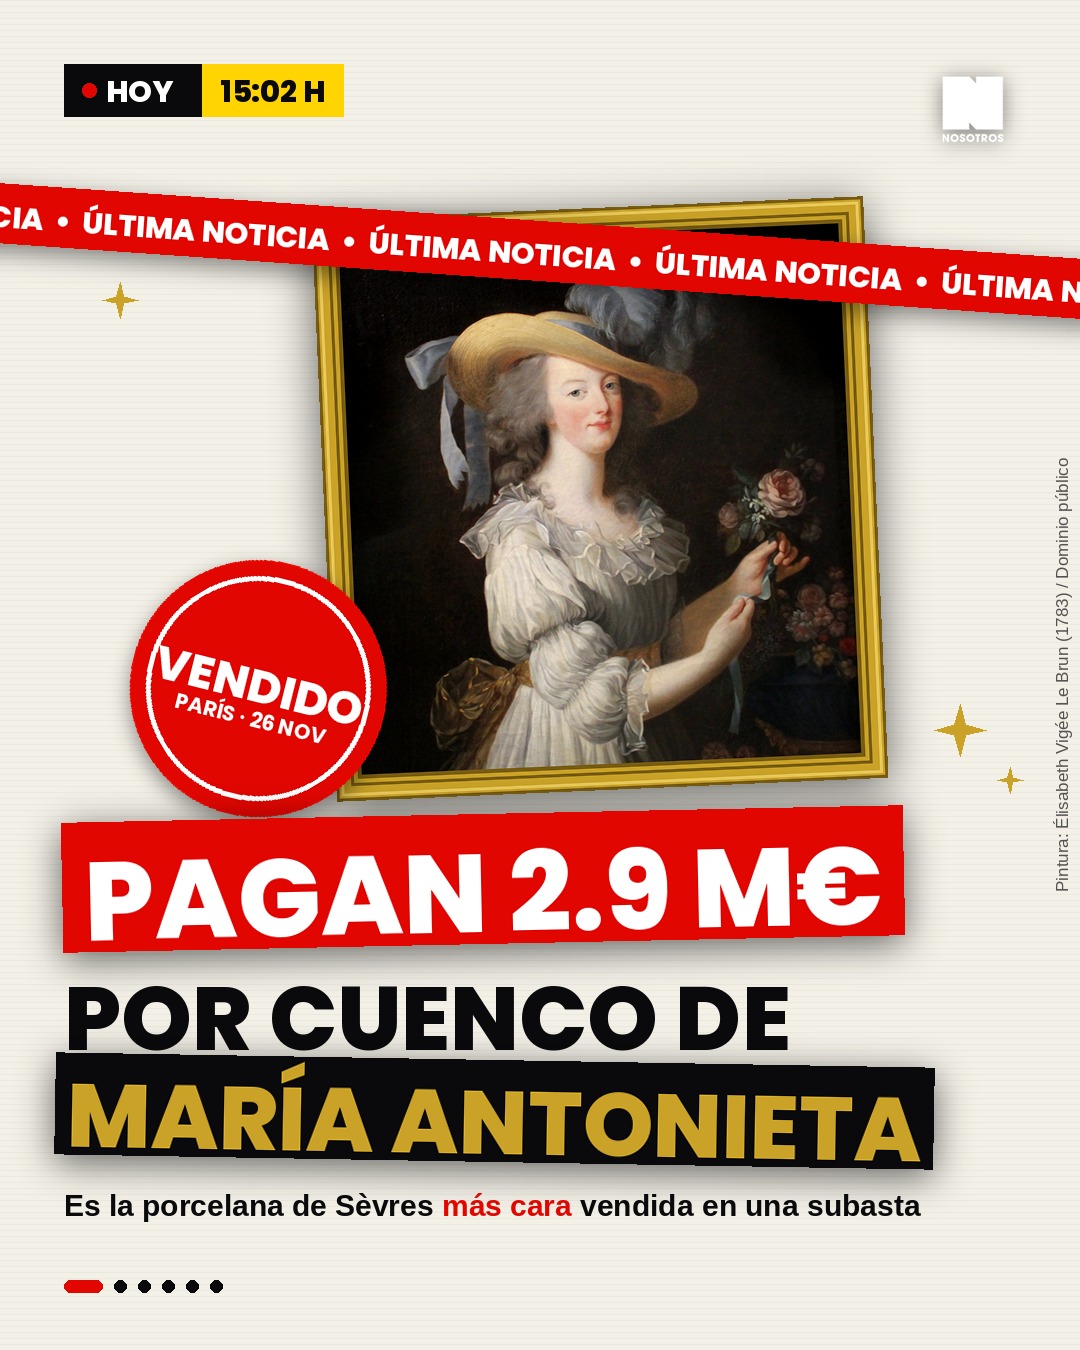 HOY 15:02 H
N
NOSOTROS
CIA • ÚLTIMA NOTICIA • ÚLTIMA NOTICIA • ÚLTIMA NOTICIA • ÚLTIMA N
VENDIDO
PARÍS · 26 NOV
Pintura: Élisabeth Vigée Le Brun (1783) / Dominio público
PAGAN 2.9 M€
POR CUENCO DE
MARÍA ANTONIETA
Es la porcelana de Sèvres más cara vendida en una subasta